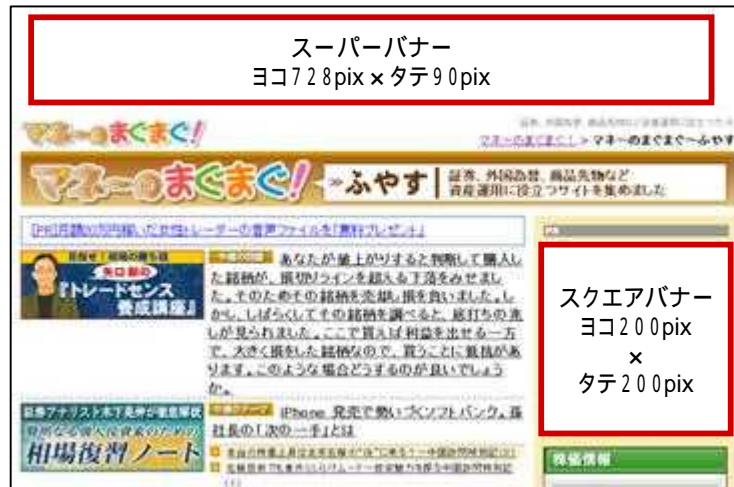 スーパーバナー
ヨコ728pix×タテ90pix
マネーのまぐまぐ!
マネーのまぐまぐ!>マネーのまぐまぐ〜ふやす
マネーのまぐまぐ! ≫ふやす 証券、外国為替、商品先物など
資産運用に役立つサイトを集めました
あなたが値上がりすると判断して購入し
た銘柄が、損切りラインを超える下落をみせまし
た。そのためその銘柄を売却し損を負いました。し
かし、しばらくしてその銘柄を調べると、底打ちの兆
しが見られました。ここで買えば利益を出せる一方
で、大きく損をした銘柄なので、買うことに抵抗があ
ります。このような場合どうするのが良いでしょう
か。
矢口新の
『トレードセンス
養成講座』
スクエアバナー
ヨコ200pix
×
タテ200pix
iPhone 発売で勢いづくソフトバンク。孫
社長の「次の一手」とは
相場復習ノート
株価情報